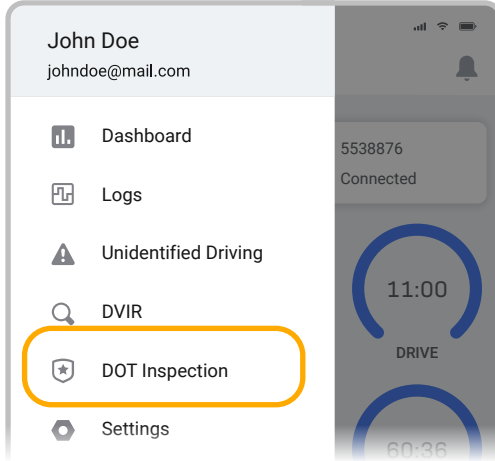 John Doe
johndoe@mail.com
Dashboard
Logs
Unidentified Driving
DVIR
DOT Inspection
Settings
5538876
Connected
11:00
DRIVE
60:36